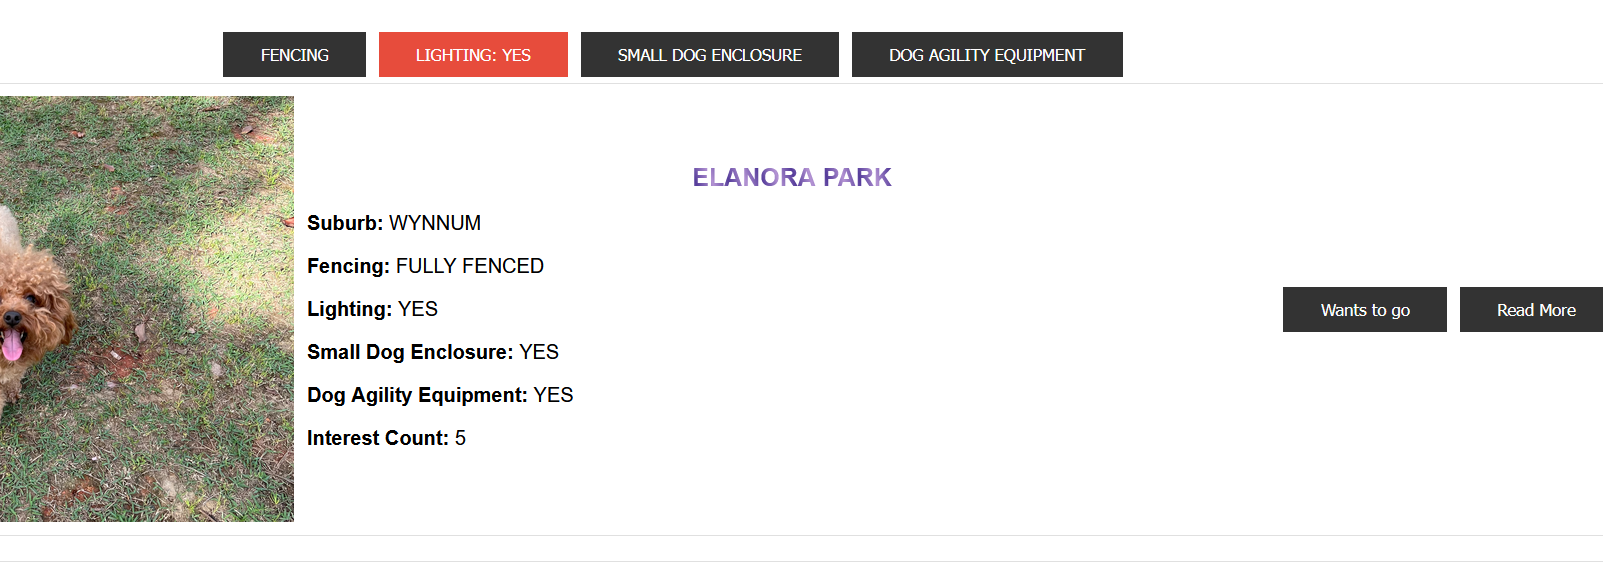 FENCING
LIGHTING: YES
SMALL DOG ENCLOSURE
DOG AGILITY EQUIPMENT
ELANORA PARK
Suburb: WYNNUM
Fencing: FULLY FENCED
Lighting: YES
Small Dog Enclosure: YES
Dog Agility Equipment: YES
Interest Count: 5
Wants to go
Read More